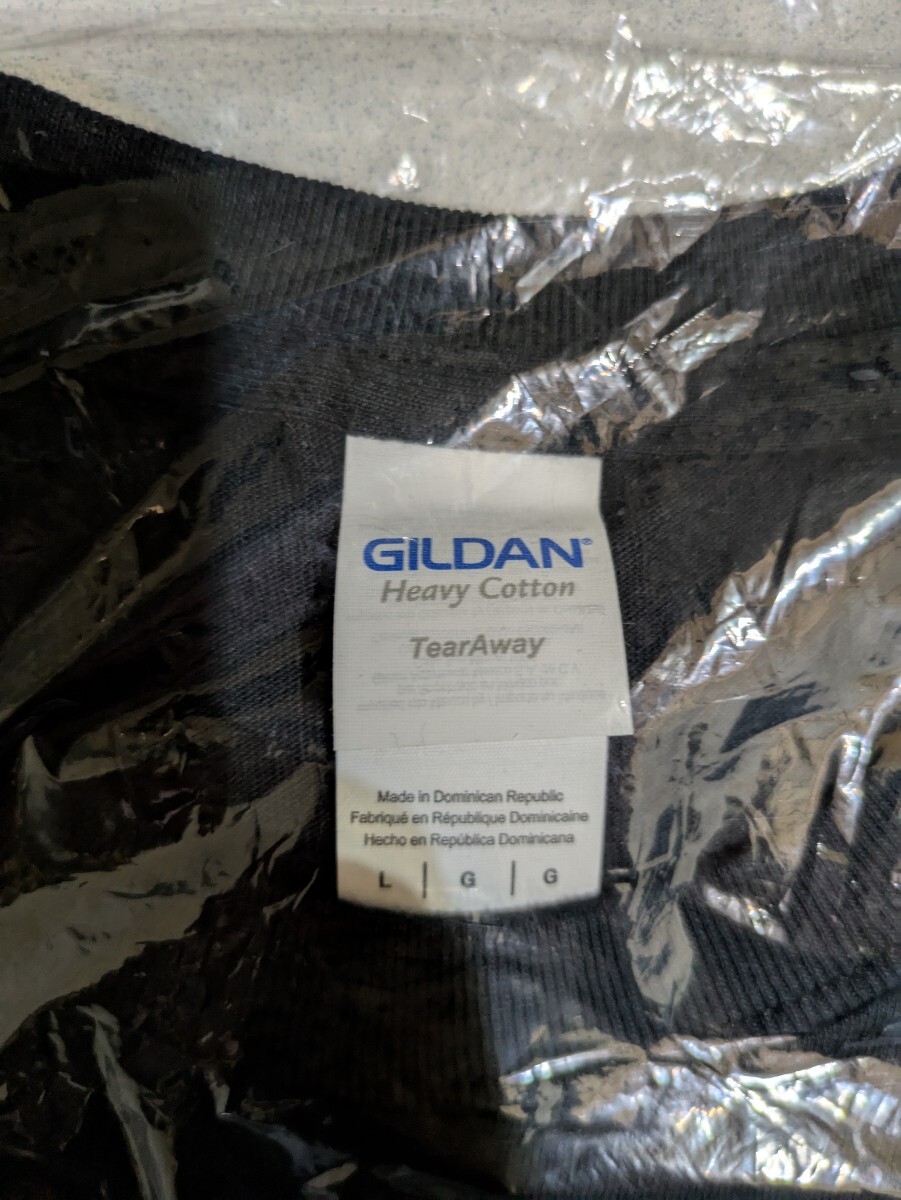 GILDAN®
Heavy Cotton
TearAway
Made in Dominican Republic
Fabriqué en République Dominicaine
Hecho en República Dominicana
L | G | G